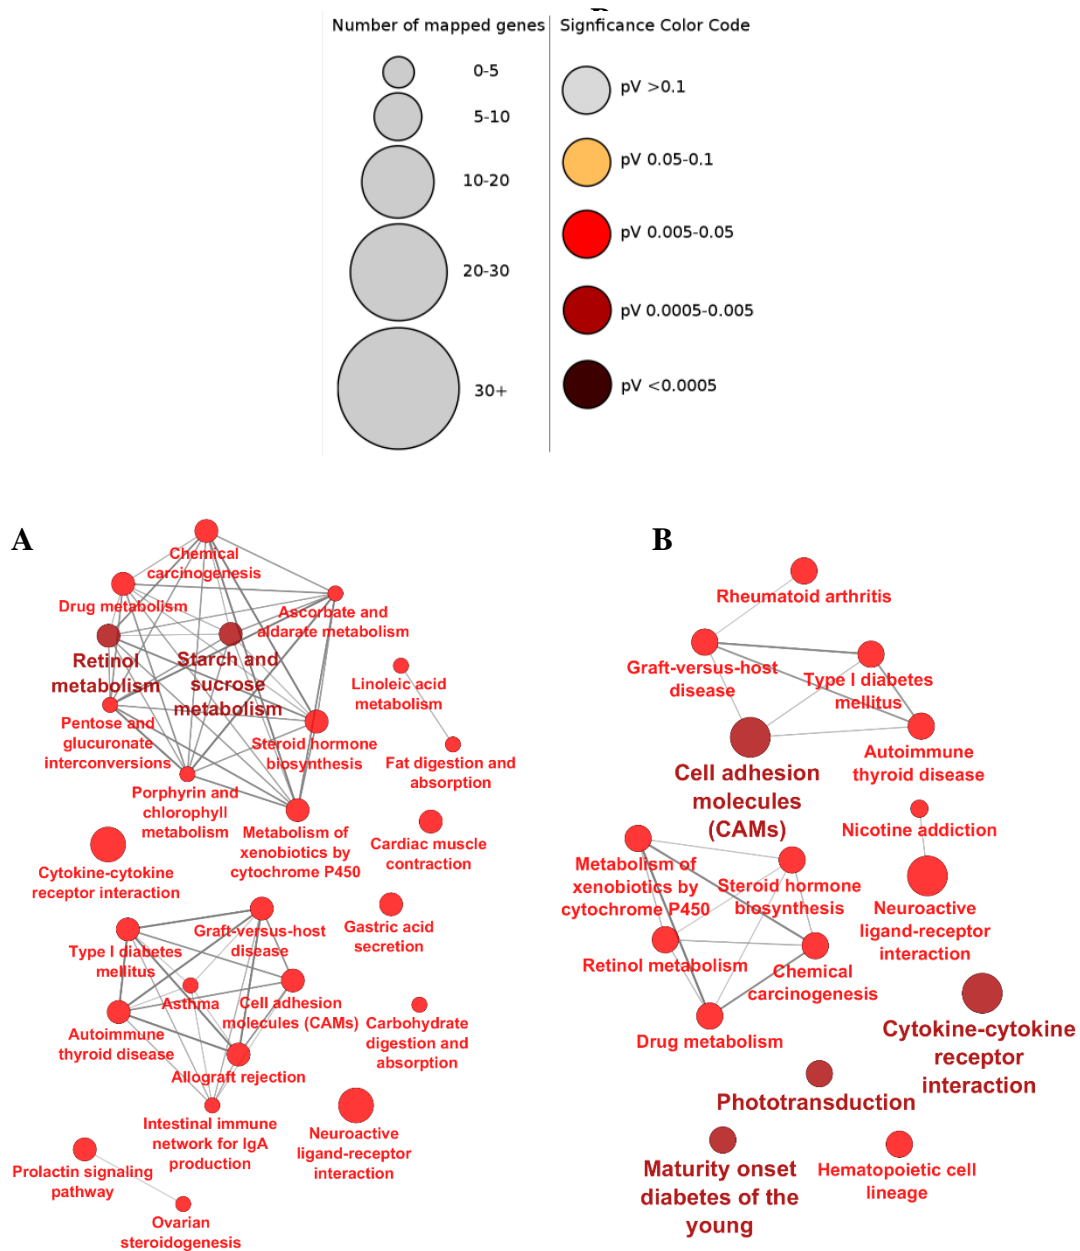 Number of mapped genes
0-5
5-10
10-20
20-30
30+
Signficance Color Code
pV >0.1
pV 0.05-0.1
pV 0.005-0.05
pV 0.0005-0.005
pV <0.0005
A
Chemical
carcinogenesis
Drug metabolism
Ascorbate and
aldarate metabolism
Retinol
metabolism
Starch and
sucrose
metabolism
Linoleic acid
metabolism
Pentose and
glucuronate
interconversions
Steroid hormone
biosynthesis
Fat digestion and
absorption
Porphyrin and
chlorophyll
metabolism
Metabolism of
xenobiotics by
cytochrome P450
Cardiac muscle
contraction
Cytokine-cytokine
receptor interaction
Graft-versus-host
disease
Gastric acid
secretion
Type I diabetes
mellitus
Asthma
Cell adhesion
molecules (CAMs)
Carbohydrate
digestion and
absorption
Autoimmune
thyroid disease
Allograft rejection
Intestinal immune
network for IgA
production
Neuroactive
ligand-receptor
interaction
Prolactin signaling
pathway
Ovarian
steroidogenesis
B
Rheumatoid arthritis
Graft-versus-host
disease
Type I diabetes
mellitus
Autoimmune
thyroid disease
Cell adhesion
molecules
(CAMs)
Nicotine addiction
Metabolism of
xenobiotics by
cytochrome P450
Steroid hormone
biosynthesis
Neuroactive
ligand-receptor
interaction
Retinol metabolism
Chemical
carcinogenesis
Drug metabolism
Cytokine-cytokine
receptor
interaction
Phototransduction
Maturity onset
diabetes of the
young
Hematopoietic cell
lineage